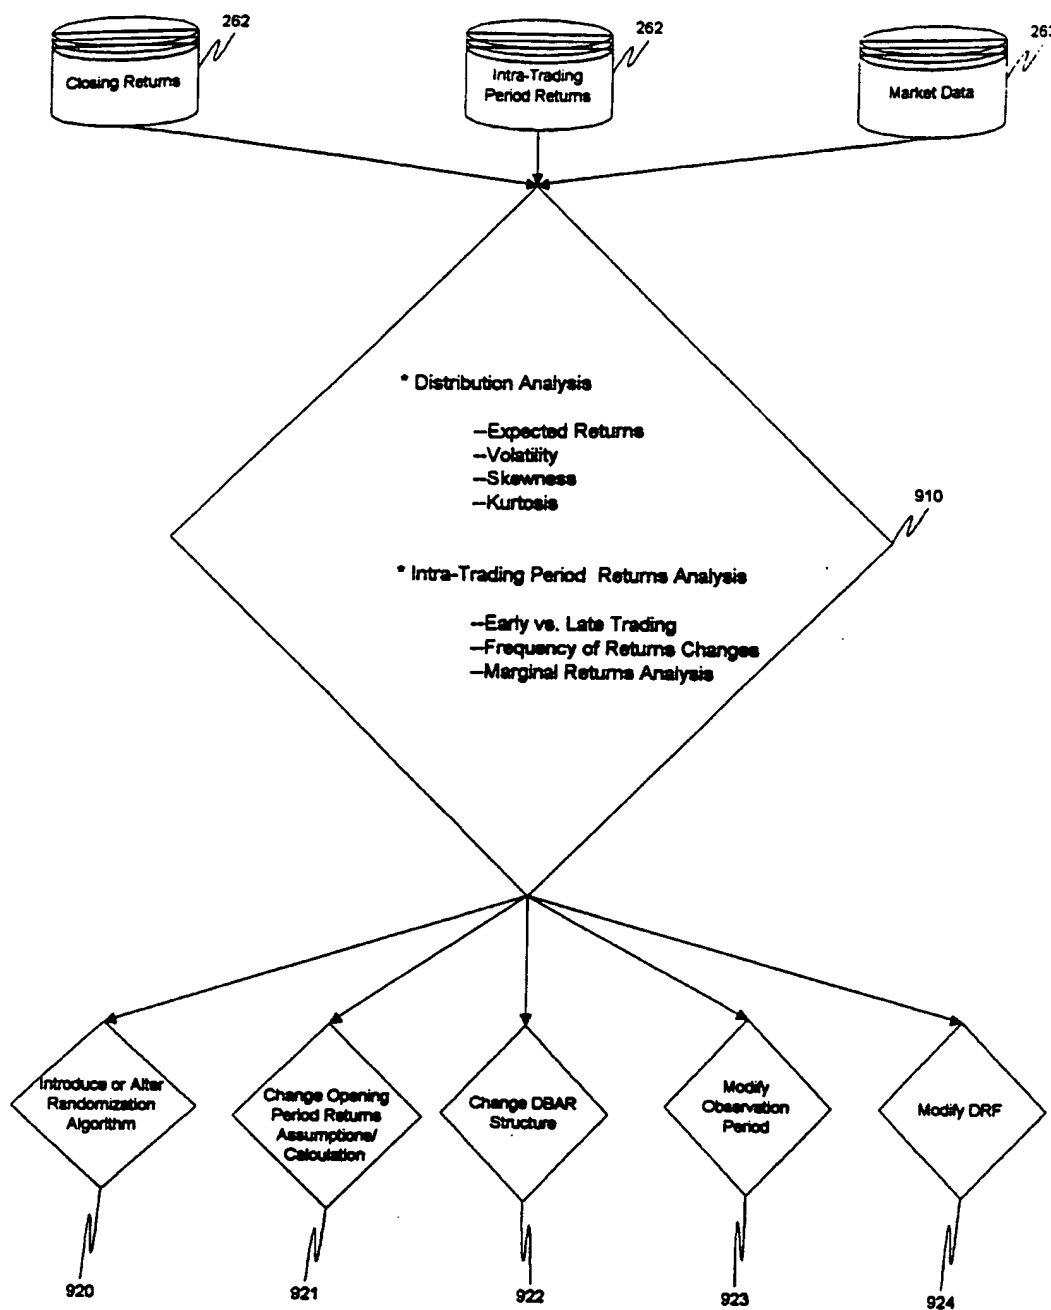 262
262
263
Closing Returns
Intra-Trading
Period Returns
Market Data
* Distribution Analysis
--Expected Returns
--Volatility
--Skewness
--Kurtosis
910
* Intra-Trading Period Returns Analysis
--Early vs. Late Trading
--Frequency of Returns Changes
--Marginal Returns Analysis
Introduce or Alter
Randomization
Algorithm
Change Opening
Period Returns
Assumptions/
Calculation
Change DBAR
Structure
Modify
Observation
Period
Modify DRF
920
921
922
923
924